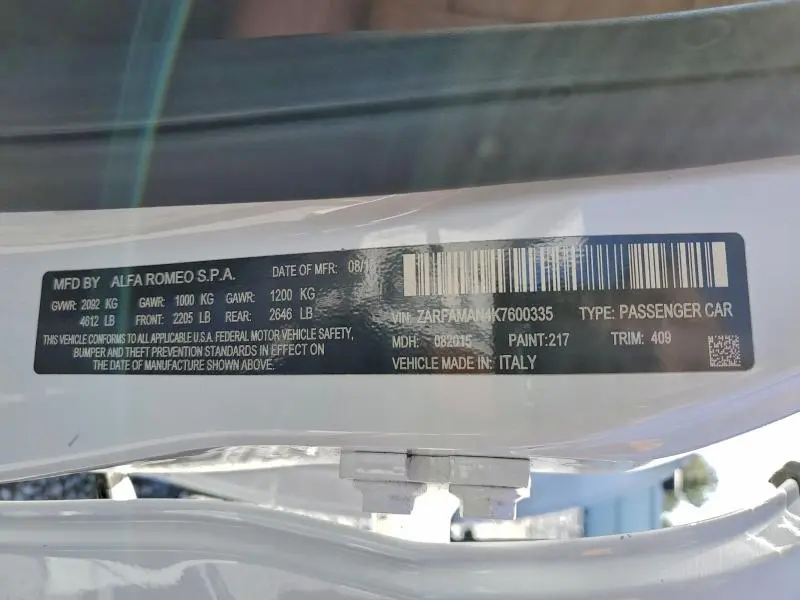 MFD BY ALFA ROMEO S.P.A. DATE OF MFR: 08/1
GVWR: 2092 KG GAWR: 1000 KG GAWR: 1200 KG
4612 LB FRONT: 2205 LB REAR: 2646 LB
THIS VEHICLE CONFORMS TO ALL APPLICABLE U.S.A. FEDERAL MOTOR VEHICLE SAFETY,
BUMPER AND THEFT PREVENTION STANDARDS IN EFFECT ON
THE DATE OF MANUFACTURE SHOWN ABOVE.
VIN: ZARFAMAN4K7600335 TYPE: PASSENGER CAR
MDH: 082015 PAINT:217 TRIM: 409
VEHICLE MADE IN: ITALY